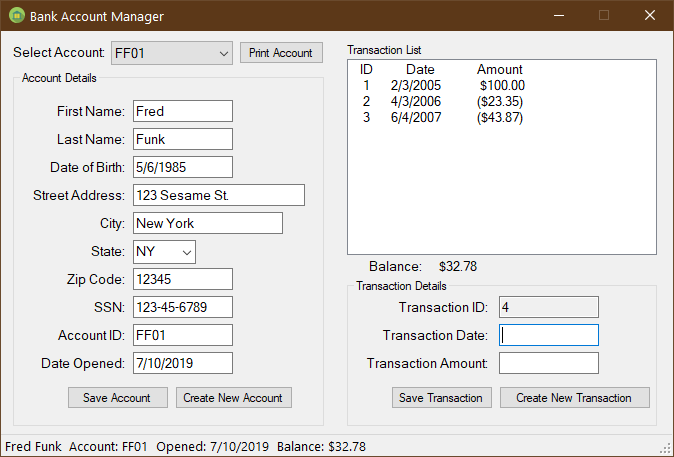 Bank Account Manager
Select Account: FF01 Print Account
Account Details
First Name: Fred
Last Name: Funk
Date of Birth: 5/6/1985
Street Address: 123 Sesame St.
City: New York
State: NY
Zip Code: 12345
SSN: 123-45-6789
Account ID: FF01
Date Opened: 7/10/2019
Save Account Create New Account
Transaction List
ID Date Amount
1 2/3/2005 $100.00
2 4/3/2006 ($23.35)
3 6/4/2007 ($43.87)
Balance: $32.78
Transaction Details
Transaction ID: 4
Transaction Date:
Transaction Amount:
Save Transaction Create New Transaction
Fred Funk Account: FF01 Opened: 7/10/2019 Balance: $32.78